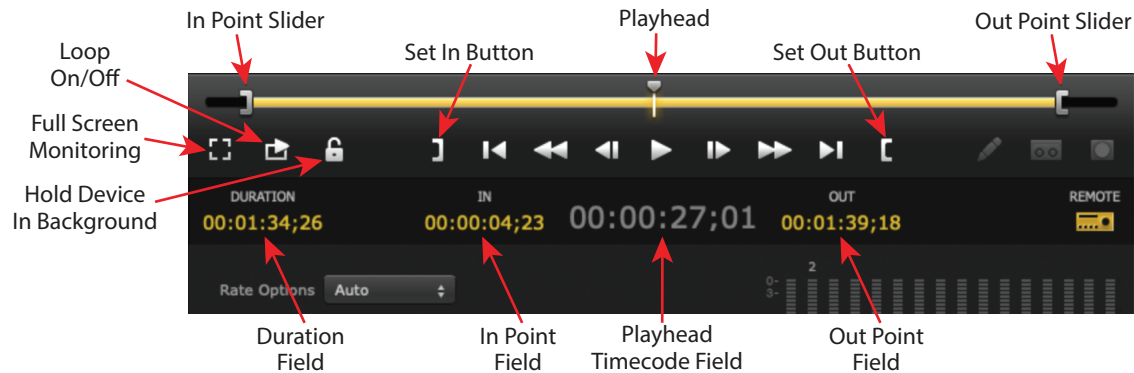 In Point Slider
Playhead
Out Point Slider
Loop
On/Off
Set In Button
Set Out Button
Full Screen
Monitoring
Hold Device
In Background
DURATION
IN
OUT
REMOTE
00:01:34;26
00:00:04;23
00:00:27;01
00:01:39;18
2
Rate Options
Auto
0-
3-
Duration
Field
In Point
Field
Playhead
Timecode Field
Out Point
Field